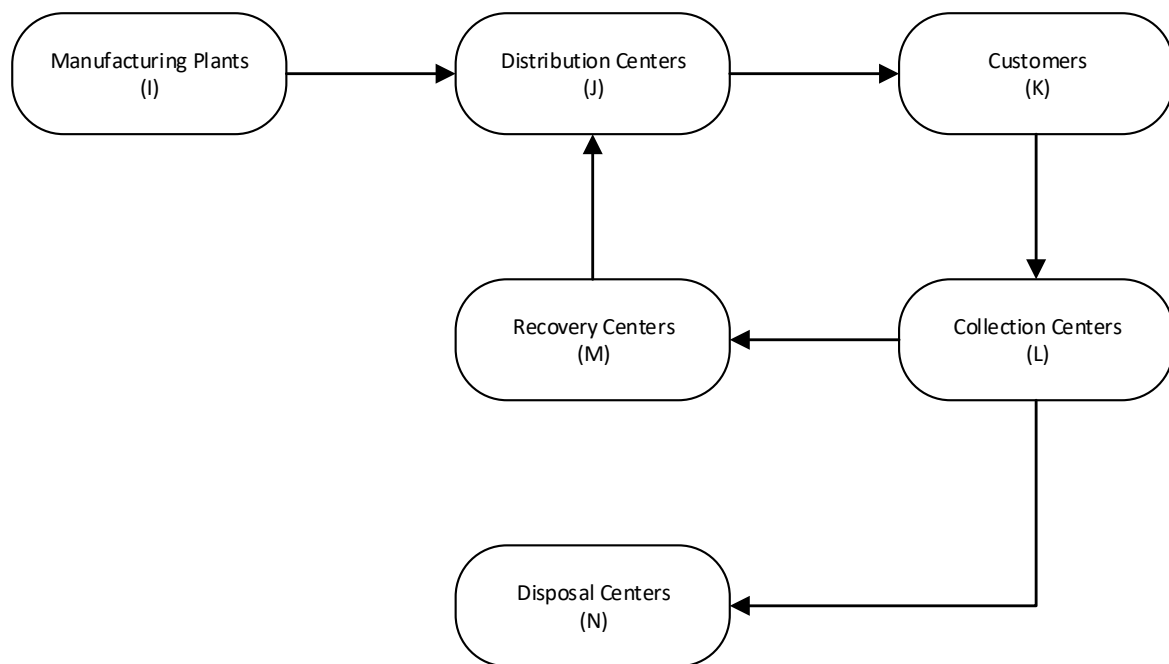 Manufacturing Plants
(I)
Distribution Centers
(J)
Customers
(K)
Recovery Centers
(M)
Collection Centers
(L)
Disposal Centers
(N)